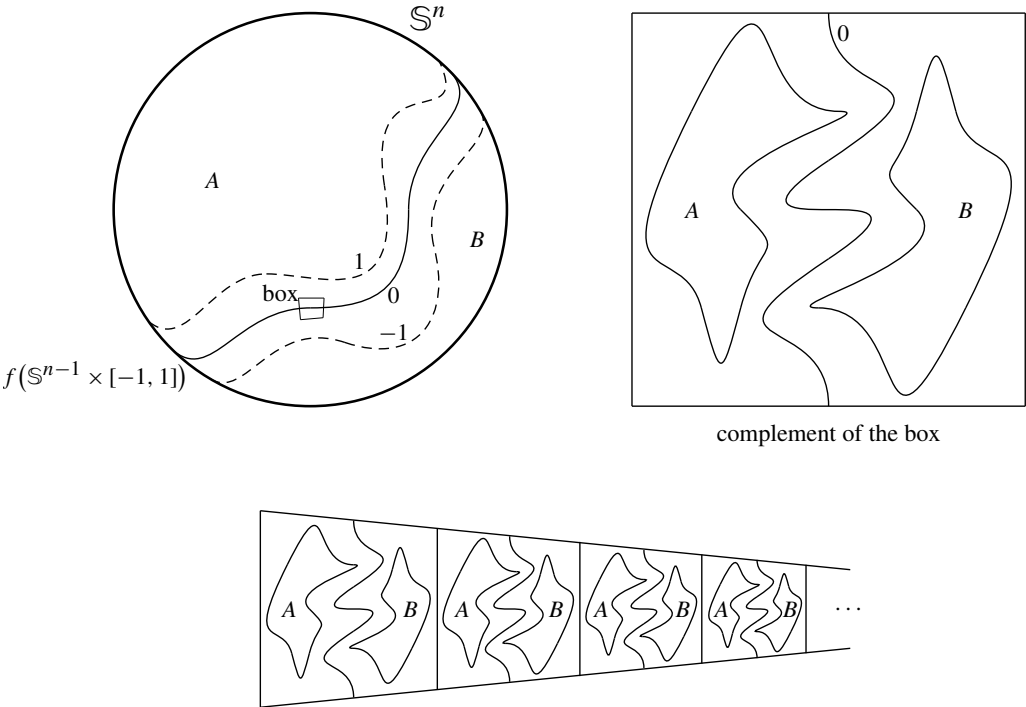 𝕊ⁿ
A
B
1
0
box
−1
f(𝕊ⁿ⁻¹ × [−1, 1])
0
A
B
complement of the box
A B A B A B A B ...